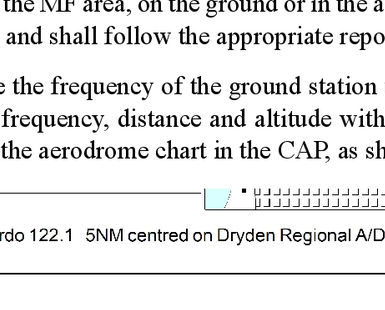 the MF area, on the ground or in the a
and shall follow the appropriate repo
e the frequency of the ground station
frequency, distance and altitude with
the aerodrome chart in the CAP, as sh
rdo 122.1 5NM centred on Dryden Regional A/D